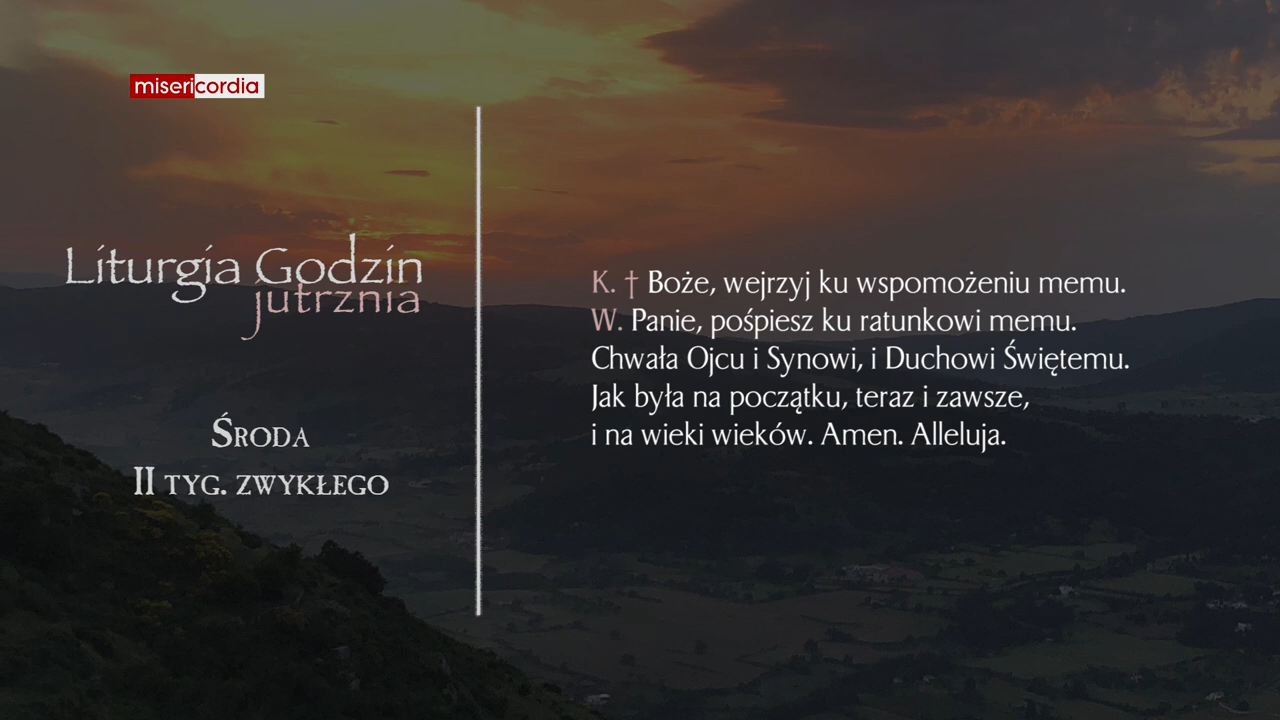 misericordia
Liturgia Godzin
jutrznia
Środa
II tyg. zwykłego
K. † Boże, wejrzyj ku wspomożeniu memu.
W. Panie, pośpiesz ku ratunkowi memu.
Chwała Ojcu i Synowi, i Duchowi Świętemu.
Jak była na początku, teraz i zawsze,
i na wieki wieków. Amen. Alleluja.